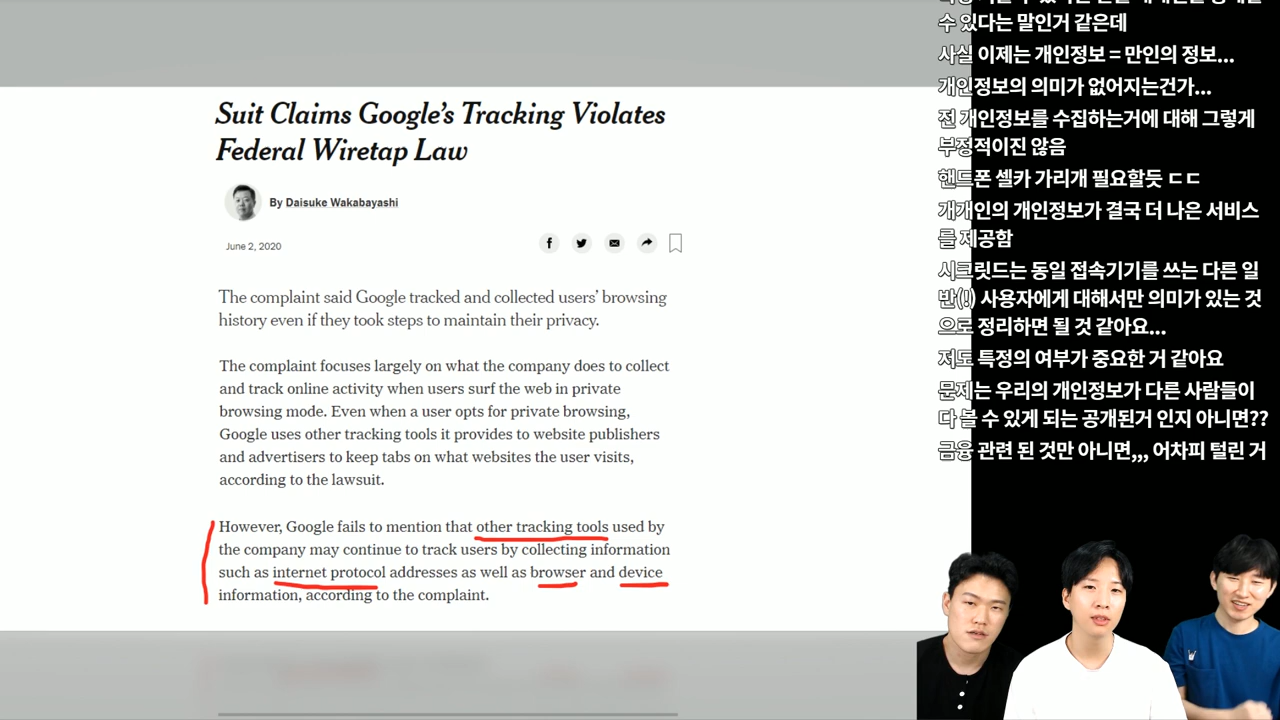 Suit Claims Google's Tracking Violates
Federal Wiretap Law
By Daisuke Wakabayashi
June 2, 2020
The complaint said Google tracked and collected users' browsing
history even if they took steps to maintain their privacy.
The complaint focuses largely on what the company does to collect
and track online activity when users surf the web in private
browsing mode. Even when a user opts for private browsing,
Google uses other tracking tools it provides to website publishers
and advertisers to keep tabs on what websites the user visits,
according to the lawsuit.
However, Google fails to mention that other tracking tools used by
the company may continue to track users by collecting information
such as internet protocol addresses as well as browser and device
information, according to the complaint.
수 있다는 말인거 같은데
사실 이제는 개인정보 = 만인의 정보...
개인정보의 의미가 없어지는건가...
전 개인정보를 수집하는거에 대해 그렇게
부정적이진 않음
핸드폰 셀카 가리개 필요할듯 ㄷㄷ
개개인의 개인정보가 결국 더 나은 서비스
를 제공함
시크릿드는 동일 접속기기를 쓰는 다른 일
반(!) 사용자에게 대해서만 의미가 있는 것
으로 정리하면 될 것 같아요...
저도 특정의 여부가 중요한 거 같아요
문제는 우리의 개인정보가 다른 사람들이
다 볼 수 있게 되는 공개된거 인지 아니면??
금융 관련 된 것만 아니면,,, 어차피 털린 거